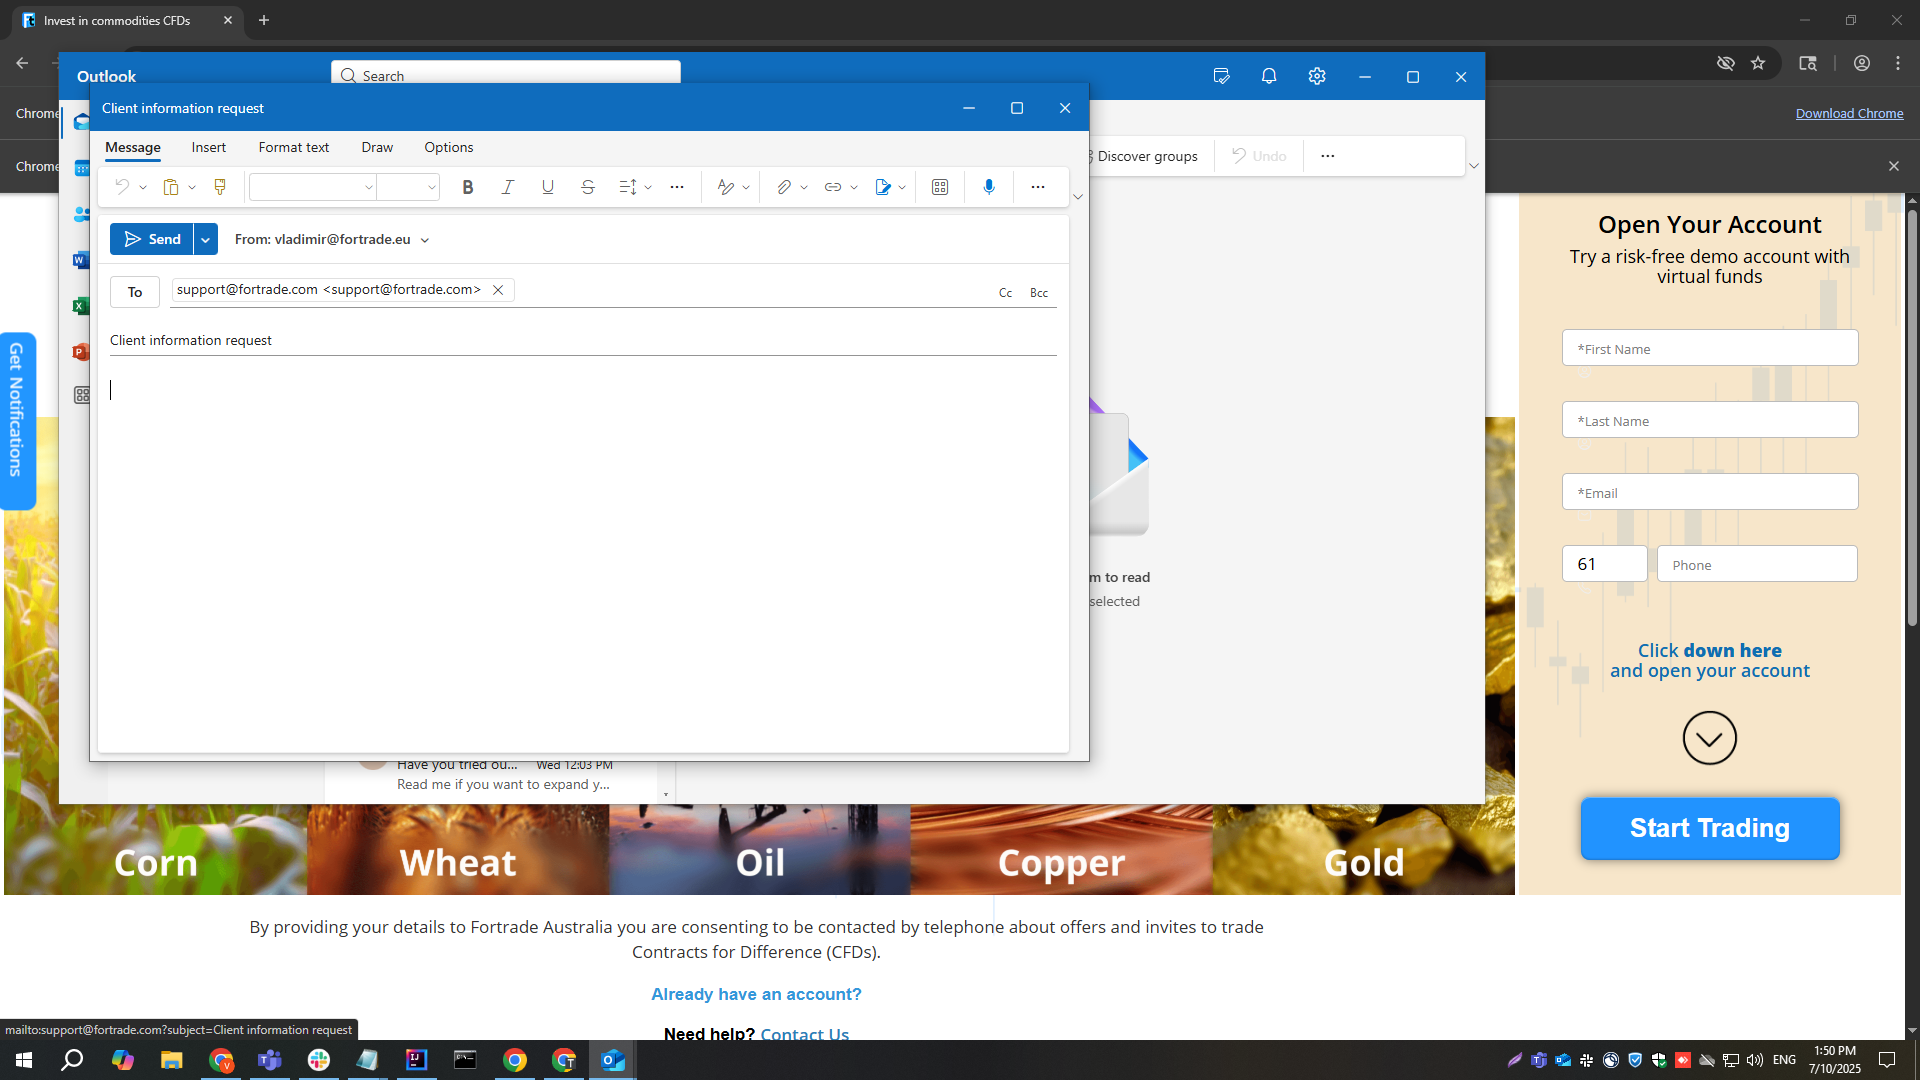 Invest in commodities CFDs
Outlook
Search
Chrome
Download Chrome
Chrome
Client information request
Message
Insert
Format text
Draw
Options
Discover groups
Undo
Send
From: vladimir@fortrade.eu
To
support@fortrade.com <support@fortrade.com>
Cc
Bcc
Client information request
Get Notifications
m to read
selected
Have you tried ou...
Wed 12:03 PM
Read me if you want to expand y...
Open Your Account
Try a risk-free demo account with
virtual funds
*First Name
*Last Name
*Email
61
Phone
Click down here
and open your account
Start Trading
Corn
Wheat
Oil
Copper
Gold
By providing your details to Fortrade Australia you are consenting to be contacted by telephone about offers and invites to trade
Contracts for Difference (CFDs).
Already have an account?
Need help? Contact Us
mailto:support@fortrade.com?subject=Client information request
ENG
1:50 PM
7/10/2025